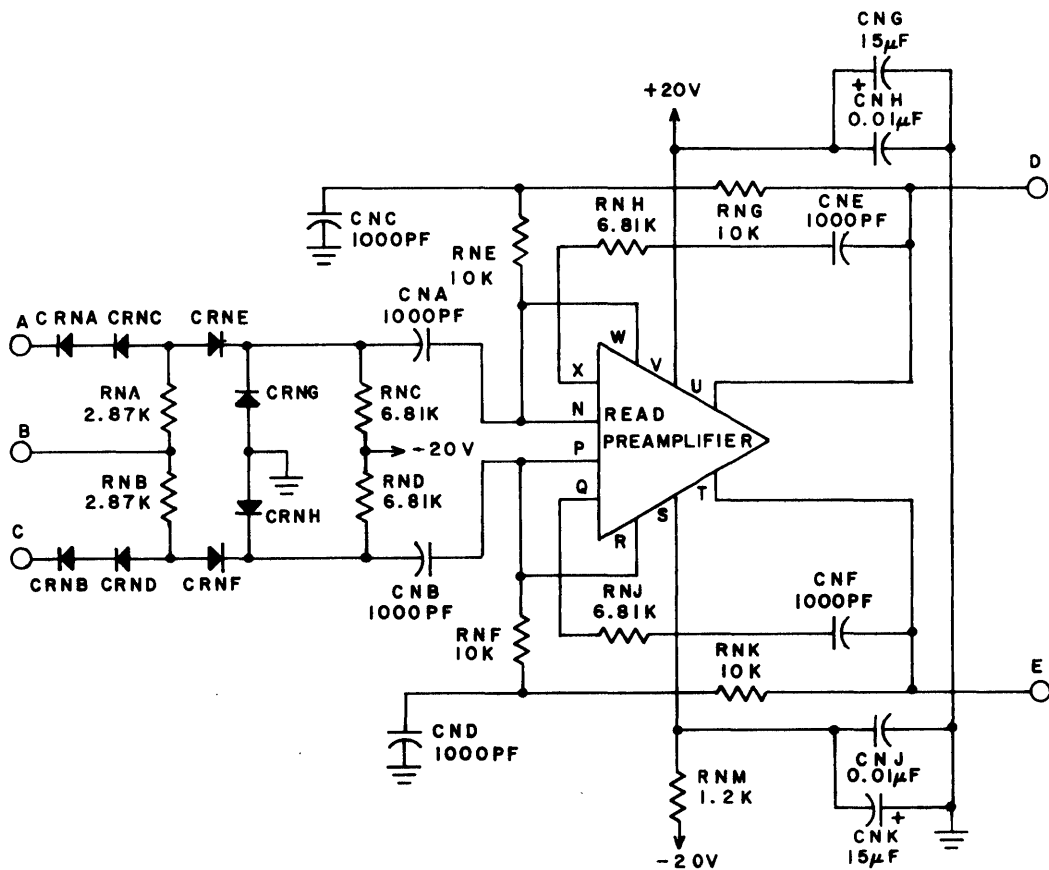 CNG
15μF
+
CNH
0.01μF
+20V
D
CNC
1000PF
RNE
10K
RNH
6.81K
RNG
10K
CNE
1000PF
CNA
1000PF
A
CRNA
CRNC
CRNE
RNA
2.87K
CRNG
RNC
6.81K
B
-20V
RNB
2.87K
CRNH
RND
6.81K
C
CRNB
CRND
CRNF
CNB
1000PF
W
V
U
X
N
READ
PREAMPLIFIER
P
Q
R
S
T
RNJ
6.81K
CNF
1000PF
RNF
10K
RNK
10K
E
CND
1000PF
CNJ
0.01μF
RNM
1.2K
+
CNK
15μF
-20V